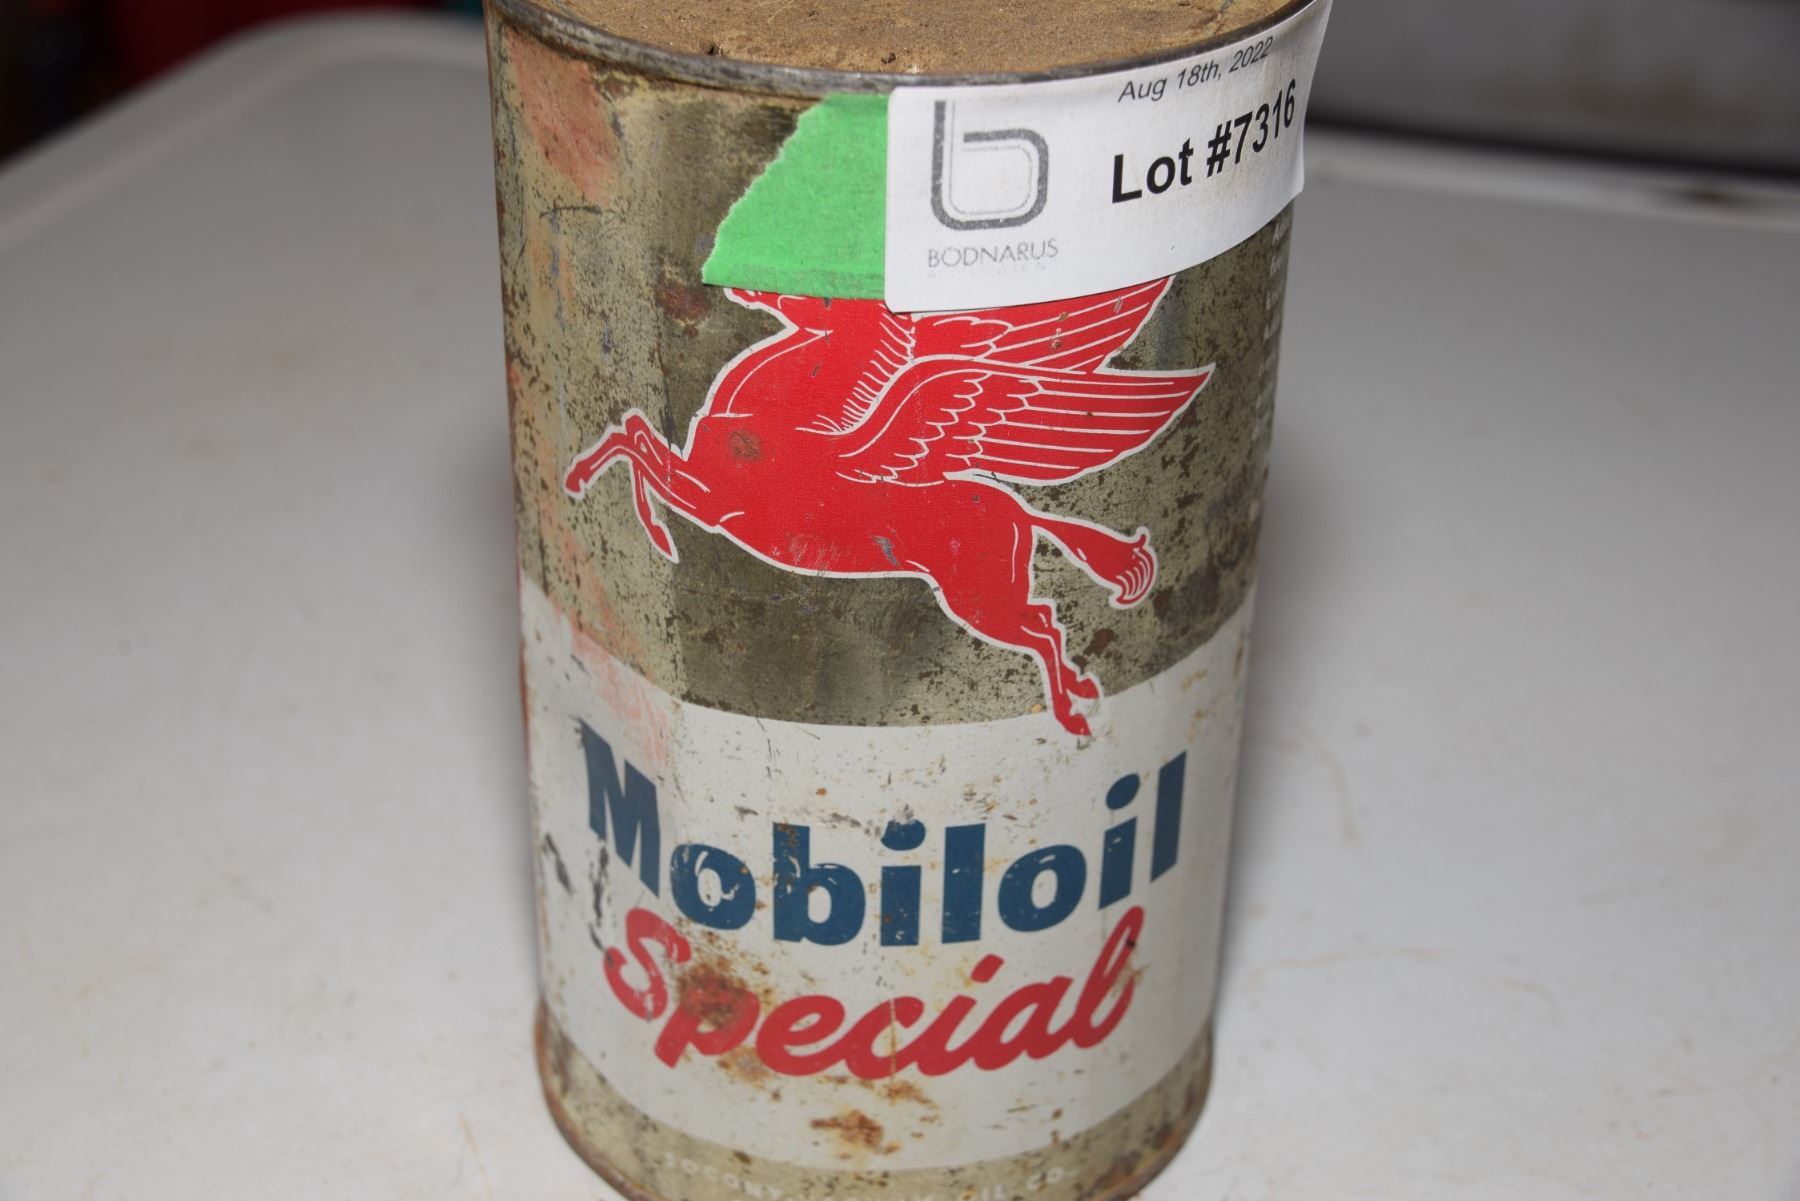 Aug 18th, 2022
Lot #7316
b
BODNARUS
Mobiloil
Special